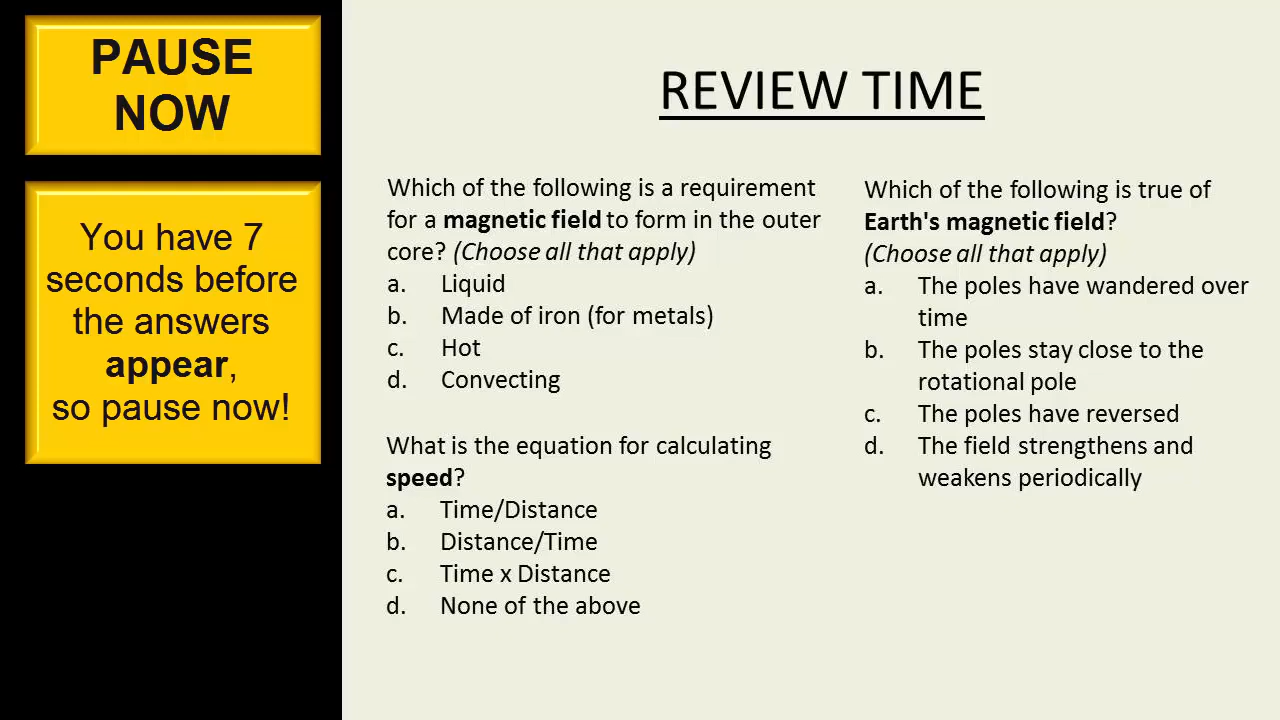 PAUSE
NOW
You have 7
seconds before
the answers
appear,
so pause now!
REVIEW TIME
Which of the following is a requirement
for a magnetic field to form in the outer
core? (Choose all that apply)
a. Liquid
b. Made of iron (for metals)
c. Hot
d. Convecting
What is the equation for calculating
speed?
a. Time/Distance
b. Distance/Time
c. Time x Distance
d. None of the above
Which of the following is true of
Earth's magnetic field?
(Choose all that apply)
a. The poles have wandered over
time
b. The poles stay close to the
rotational pole
c. The poles have reversed
d. The field strengthens and
weakens periodically